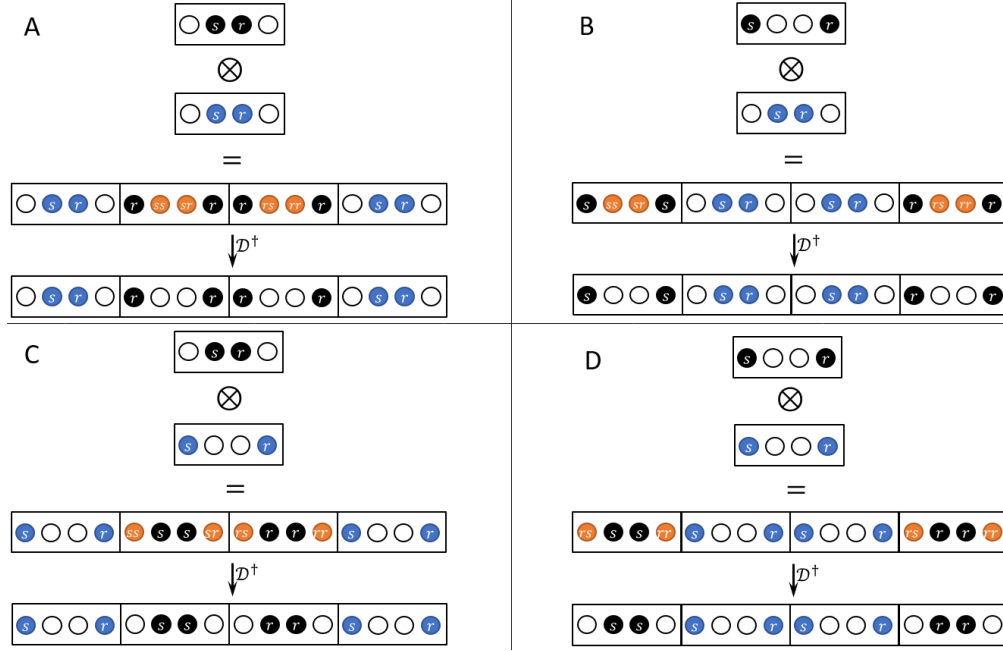 A
s r
⊗
s r
=
s r r ss sr r r rs rr r s r
𝒟†
s r r r r r s r
B
s r
⊗
s r
=
s ss sr s s r s r r rs rr r
𝒟†
s s s r s r r r
C
s r
⊗
s r
=
s r ss s s sr rs r r rr s r
𝒟†
s r s s r r s r
D
s r
⊗
s r
=
rs s s rr s r s r rs r r rr
𝒟†
s s s r s r r r